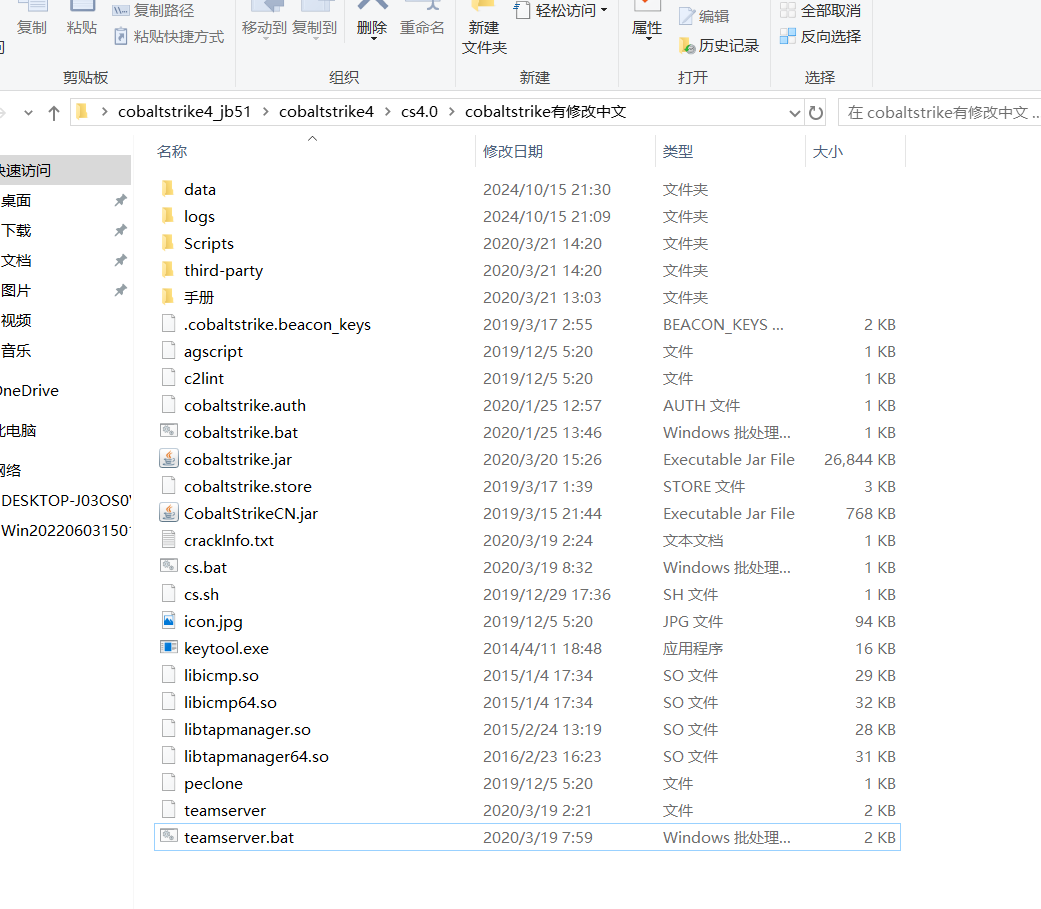 复制
粘贴
复制路径
粘贴快捷方式
剪贴板
移动到
复制到
删除
重命名
组织
新建
文件夹
轻松访问
新建
属性
编辑
历史记录
打开
全部取消
反向选择
选择
cobaltstrike4_jb51 > cobaltstrike4 > cs4.0 > cobaltstrike有修改中文
在 cobaltstrike有修改中文 ...
快速访问
桌面
下载
文档
图片
视频
音乐
OneDrive
此电脑
网络
DESKTOP-J03OS0
Win202206031501
名称 修改日期 类型 大小
data 2024/10/15 21:30 文件夹
logs 2024/10/15 21:09 文件夹
Scripts 2020/3/21 14:20 文件夹
third-party 2020/3/21 14:20 文件夹
手册 2020/3/21 13:03 文件夹
.cobaltstrike.beacon_keys 2019/3/17 2:55 BEACON_KEYS ... 2 KB
agscript 2019/12/5 5:20 文件 1 KB
c2lint 2019/12/5 5:20 文件 1 KB
cobaltstrike.auth 2020/1/25 12:57 AUTH 文件 1 KB
cobaltstrike.bat 2020/1/25 13:46 Windows 批处理... 1 KB
cobaltstrike.jar 2020/3/20 15:26 Executable Jar File 26,844 KB
cobaltstrike.store 2019/3/17 1:39 STORE 文件 3 KB
CobaltStrikeCN.jar 2019/3/15 21:44 Executable Jar File 768 KB
crackInfo.txt 2020/3/19 2:24 文本文档 1 KB
cs.bat 2020/3/19 8:32 Windows 批处理... 1 KB
cs.sh 2019/12/29 17:36 SH 文件 1 KB
icon.jpg 2019/12/5 5:20 JPG 文件 94 KB
keytool.exe 2014/4/11 18:48 应用程序 16 KB
libicmp.so 2015/1/4 17:34 SO 文件 29 KB
libicmp64.so 2015/1/4 17:34 SO 文件 32 KB
libtapmanager.so 2015/2/24 13:19 SO 文件 28 KB
libtapmanager64.so 2016/2/23 16:23 SO 文件 31 KB
peclone 2019/12/5 5:20 文件 1 KB
teamserver 2020/3/19 2:21 文件 2 KB
teamserver.bat 2020/3/19 7:59 Windows 批处理... 2 KB